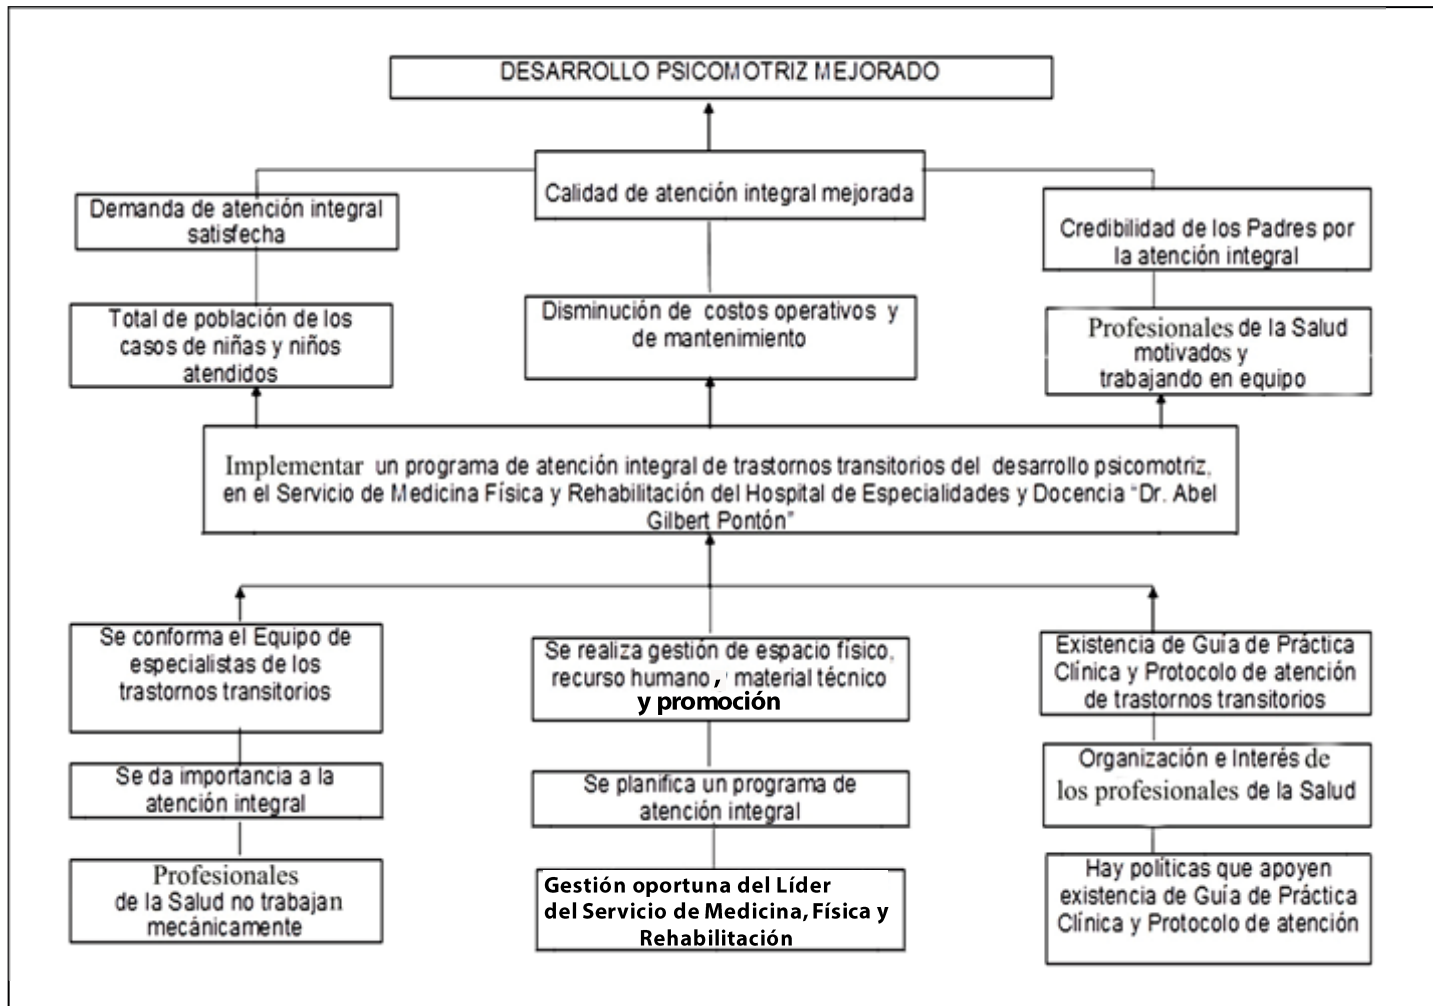 DESARROLLO PSICOMOTRIZ MEJORADO
Calidad de atención integral mejorada
Demanda de atención integral
satisfecha
Credibilidad de los Padres por
la atención integral
Total de población de los
casos de niñas y niños
atendidos
Disminución de costos operativos y
de mantenimiento
Profesionales de la Salud
motivados y
trabajando en equipo
Implementar un programa de atención integral de trastornos transitorios del desarrollo psicomotriz,
en el Servicio de Medicina Física y Rehabilitación del Hospital de Especialidades y Docencia “Dr. Abel
Gilbert Pontón”
Se conforma el Equipo de
especialistas de los
trastornos transitorios
Se realiza gestión de espacio físico,
recurso humano, material técnico
y promoción
Existencia de Guía de Práctica
Clínica y Protocolo de atención
de trastornos transitorios
Se da importancia a la
atención integral
Se planifica un programa de
atención integral
Organización e Interés de
los profesionales de la Salud
Profesionales
de la Salud no trabajan
mecánicamente
Gestión oportuna del Líder
del Servicio de Medicina, Física y
Rehabilitación
Hay políticas que apoyen
existencia de Guía de Práctica
Clínica y Protocolo de atención